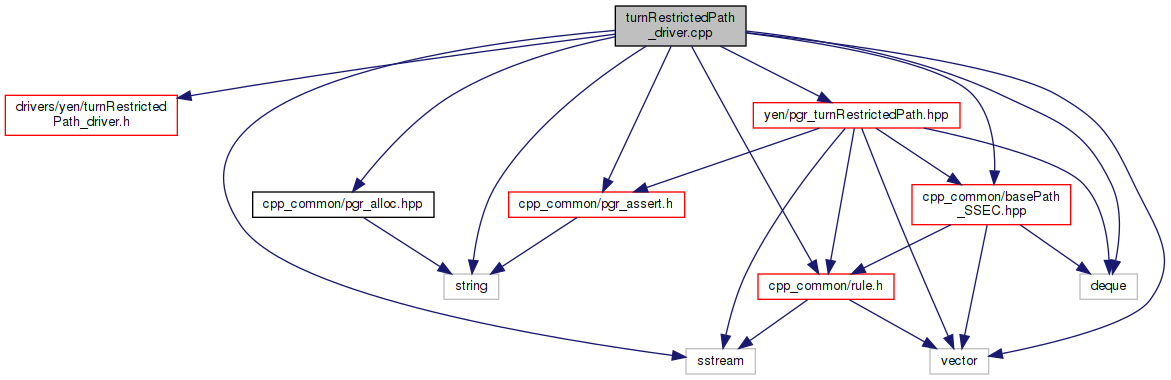 turnRestrictedPath
_driver.cpp
drivers/yen/turnRestricted
Path_driver.h
yen/pgr_turnRestrictedPath.hpp
cpp_common/pgr_alloc.hpp
cpp_common/pgr_assert.h
cpp_common/basePath
_SSEC.hpp
string
cpp_common/rule.h
deque
sstream
vector